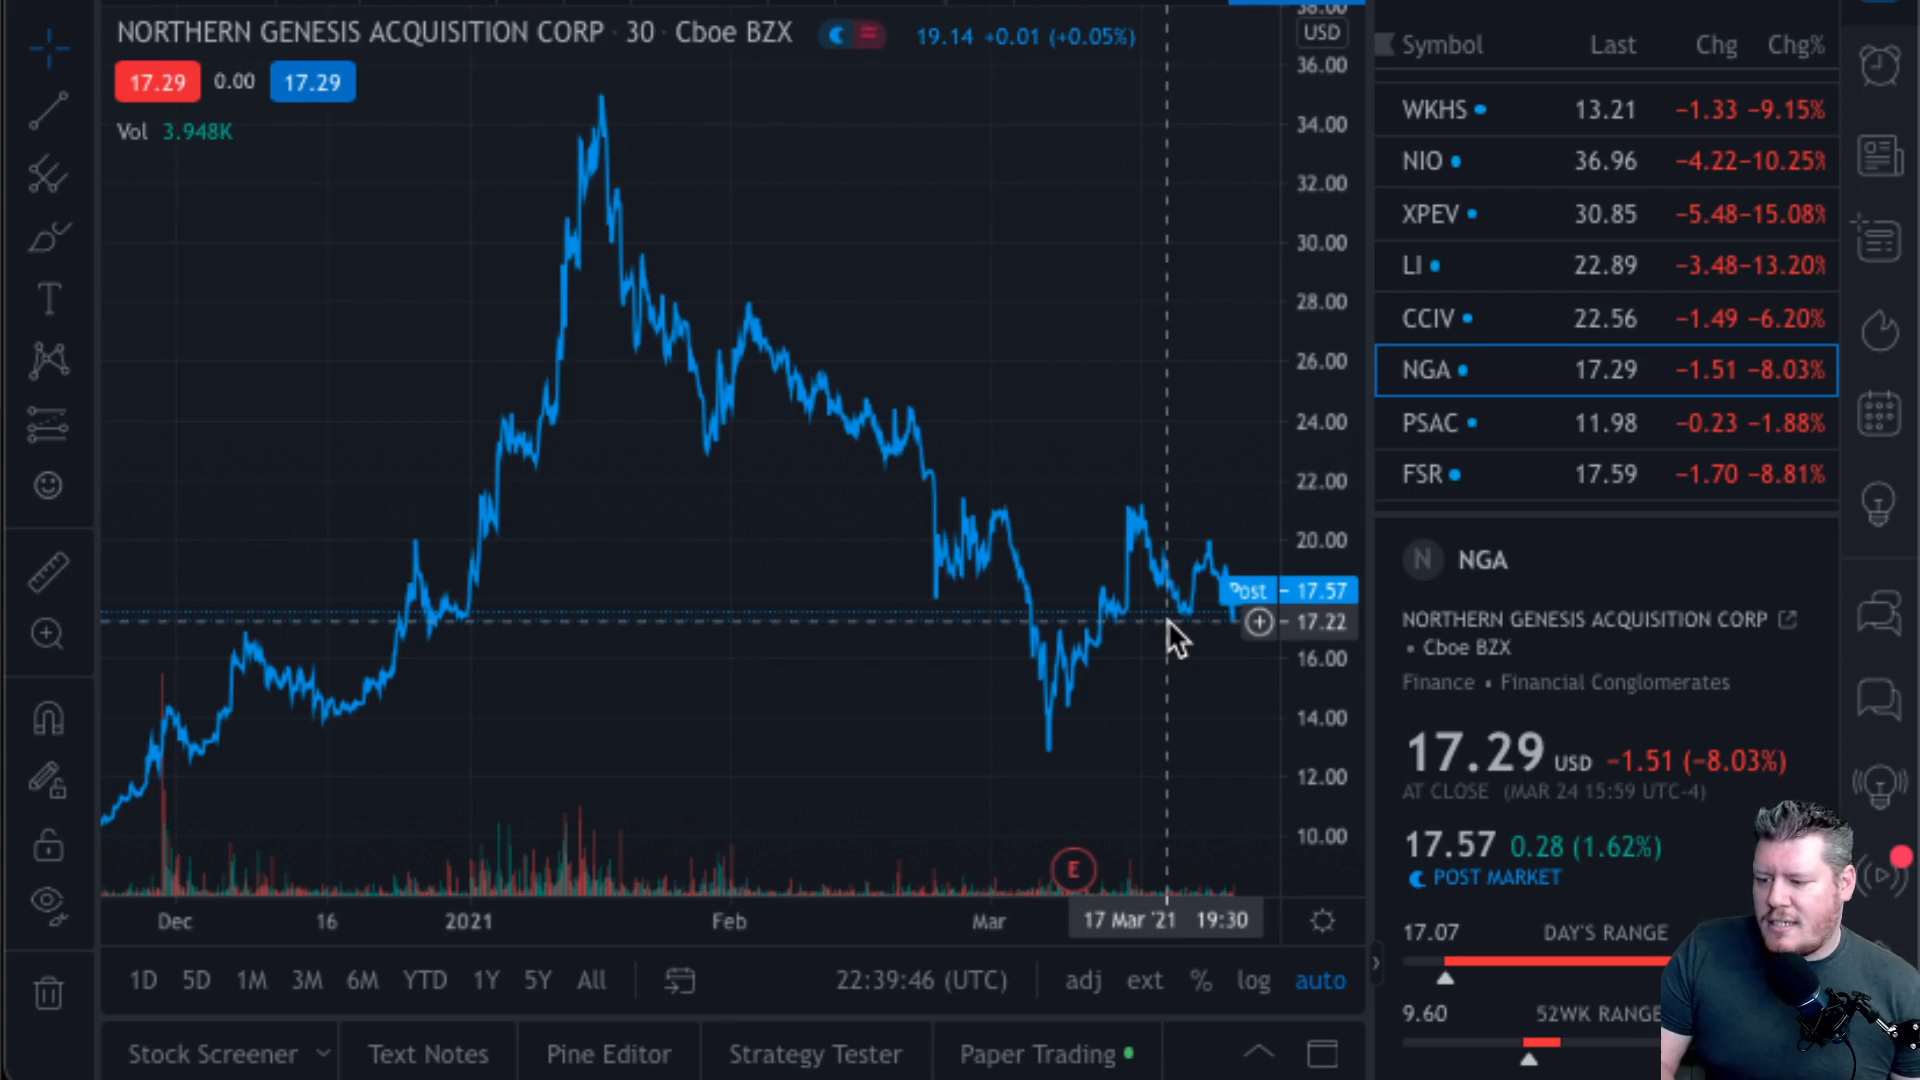 NORTHERN GENESIS ACQUISITION CORP · 30 · Cboe BZX
19.14 +0.01 (+0.05%)
17.29 0.00 17.29
Vol 3.948K
38.00
USD
36.00
34.00
32.00
30.00
28.00
26.00
24.00
22.00
20.00
Post 17.57
17.22
16.00
14.00
12.00
10.00
E
Dec 16 2021 Feb Mar 17 Mar '21 19:30
1D 5D 1M 3M 6M YTD 1Y 5Y All
22:39:46 (UTC) adj ext % log auto
Stock Screener Text Notes Pine Editor Strategy Tester Paper Trading
Symbol Last Chg Chg%
WKHS 13.21 −1.33 −9.15%
NIO 36.96 −4.22 −10.25%
XPEV 30.85 −5.48 −15.08%
LI 22.89 −3.48 −13.20%
CCIV 22.56 −1.49 −6.20%
NGA 17.29 −1.51 −8.03%
PSAC 11.98 −0.23 −1.88%
FSR 17.59 −1.70 −8.81%
N NGA
NORTHERN GENESIS ACQUISITION CORP
• Cboe BZX
Finance • Financial Conglomerates
17.29 USD −1.51 (−8.03%)
AT CLOSE (MAR 24 15:59 UTC-4)
17.57 0.28 (1.62%)
POST MARKET
17.07 DAY'S RANGE
9.60 52WK RANGE